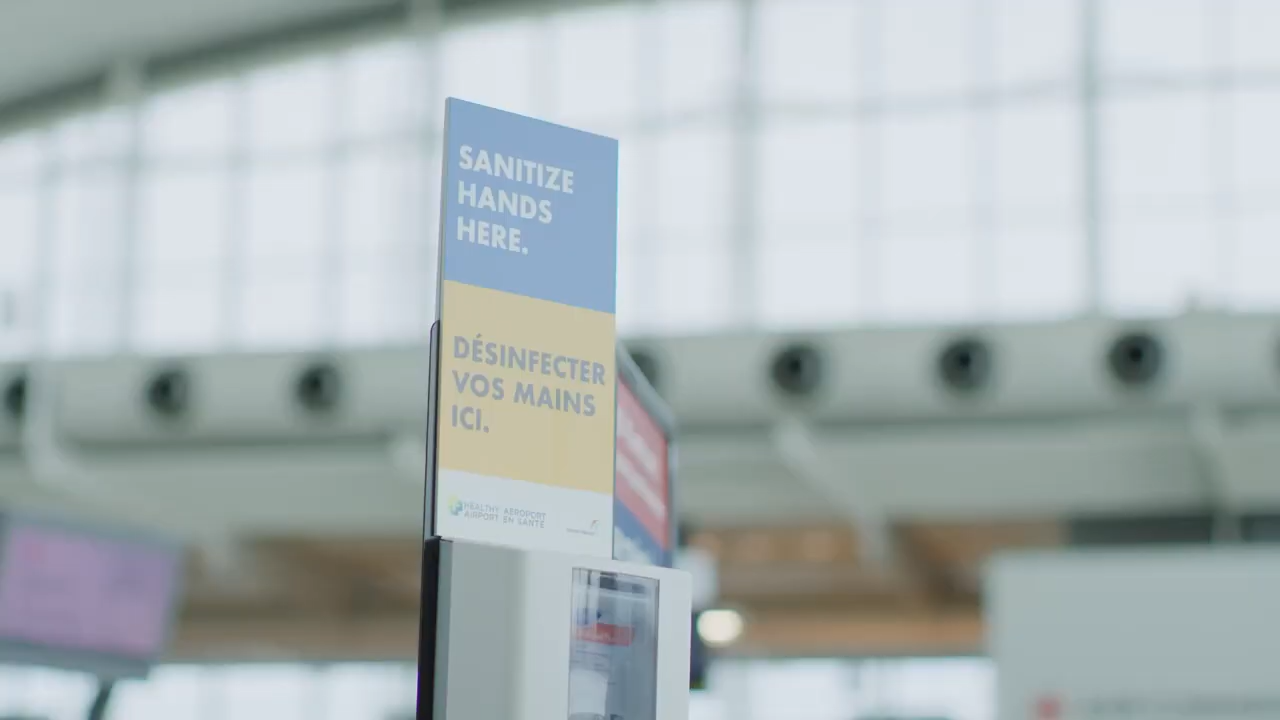 SANITIZE
HANDS
HERE.
DÉSINFECTER
VOS MAINS
ICI.
HEALTHY AÉROPORT
AIRPORT EN SANTÉ